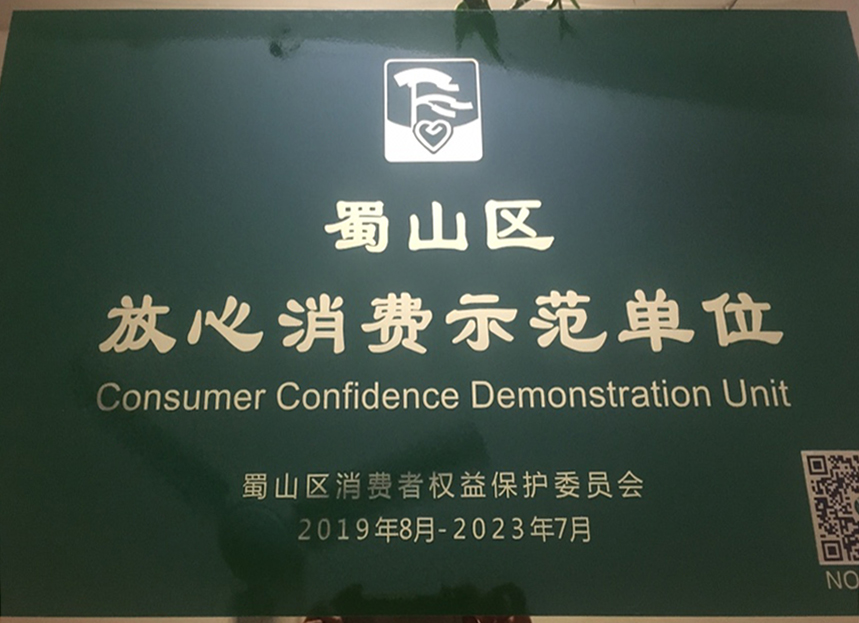 蜀山区
放心消费示范单位
Consumer Confidence Demonstration Unit
蜀山区消费者权益保护委员会
2019年8月-2023年7月
NO